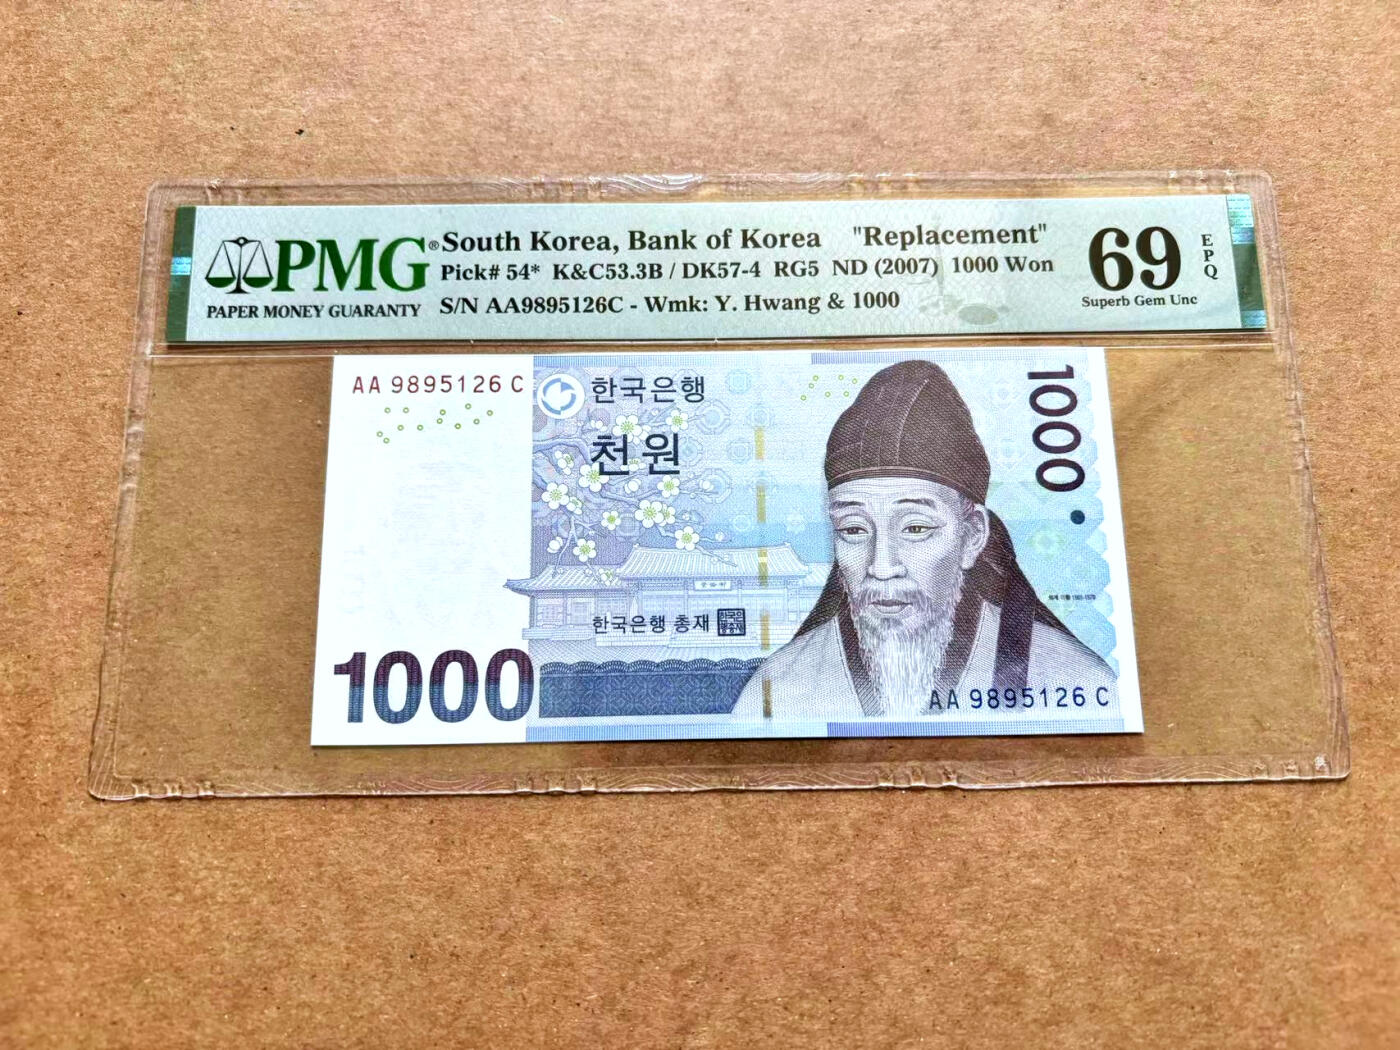 PMG® South Korea, Bank of Korea "Replacement" 69 EPQ
Pick# 54* K&C53.3B / DK57-4 RG5 ND (2007) 1000 Won
PAPER MONEY GUARANTY S/N AA9895126C - Wmk: Y. Hwang & 1000 Superb Gem Unc
AA 9895126 C
한국은행
천원
1000
한국은행 총재
1000
AA 9895126 C